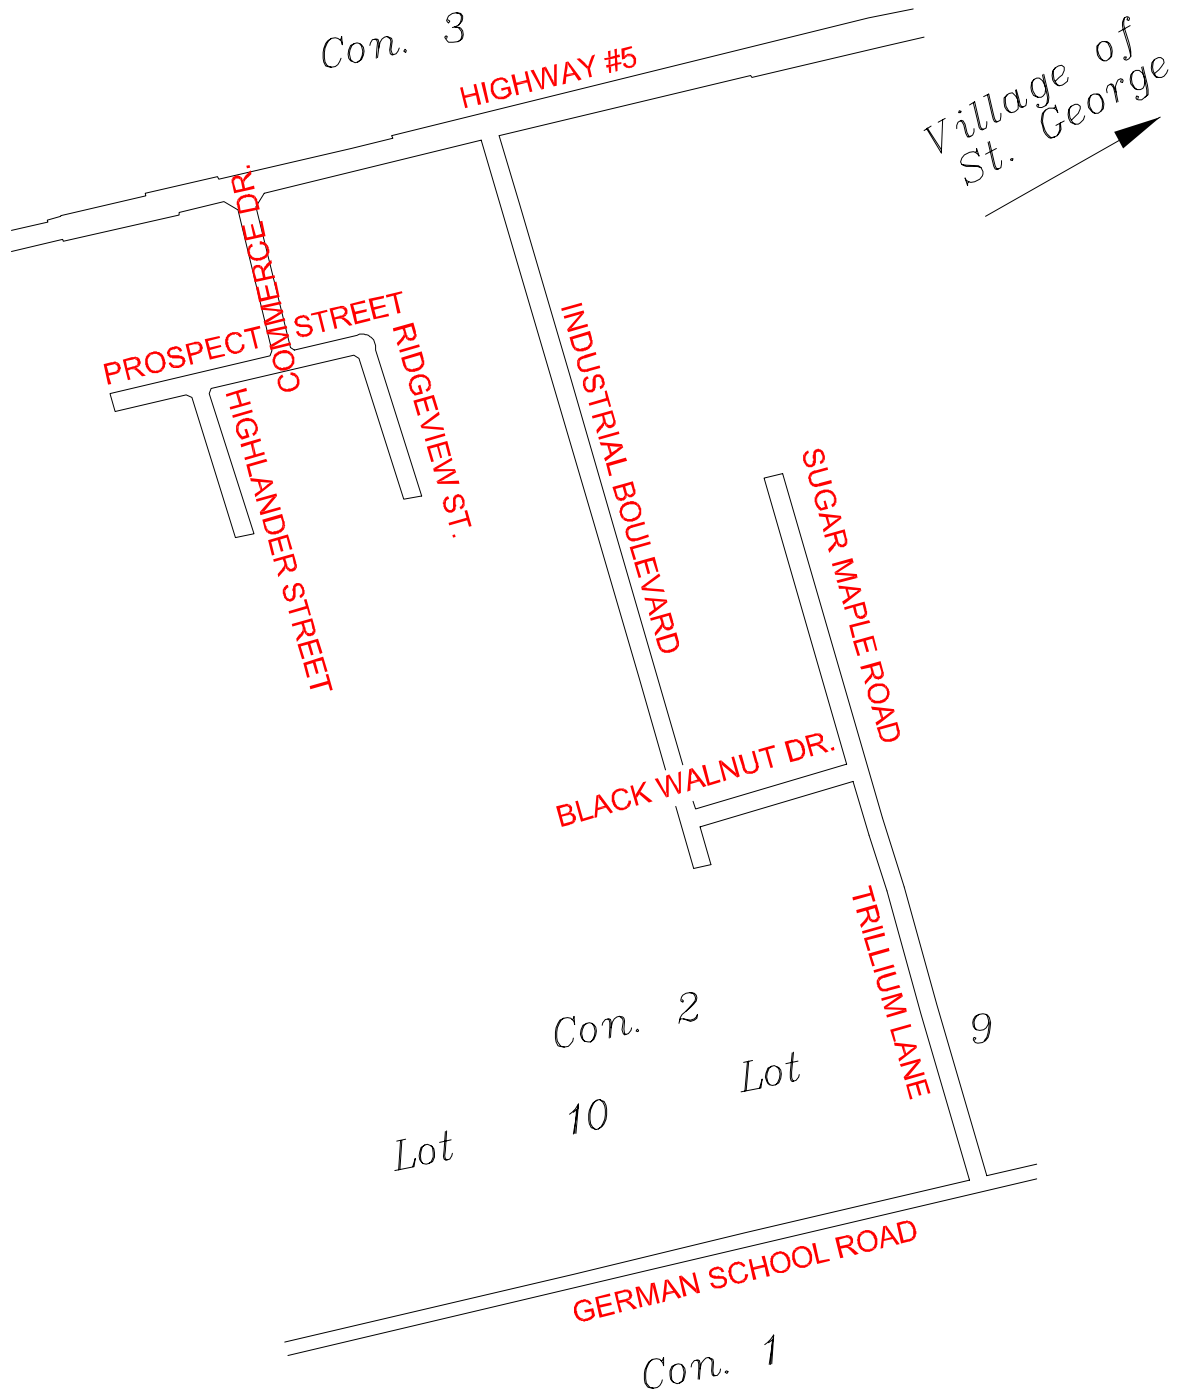 Con. 3
HIGHWAY #5
Village of
St. George
COMMERCE DR.
PROSPECT STREET
RIDGEVIEW ST.
HIGHLANDER STREET
INDUSTRIAL BOULEVARD
SUGAR MAPLE ROAD
BLACK WALNUT DR.
TRILLIUM LANE
Con. 2
Lot 9
Lot 10
GERMAN SCHOOL ROAD
Con. 1